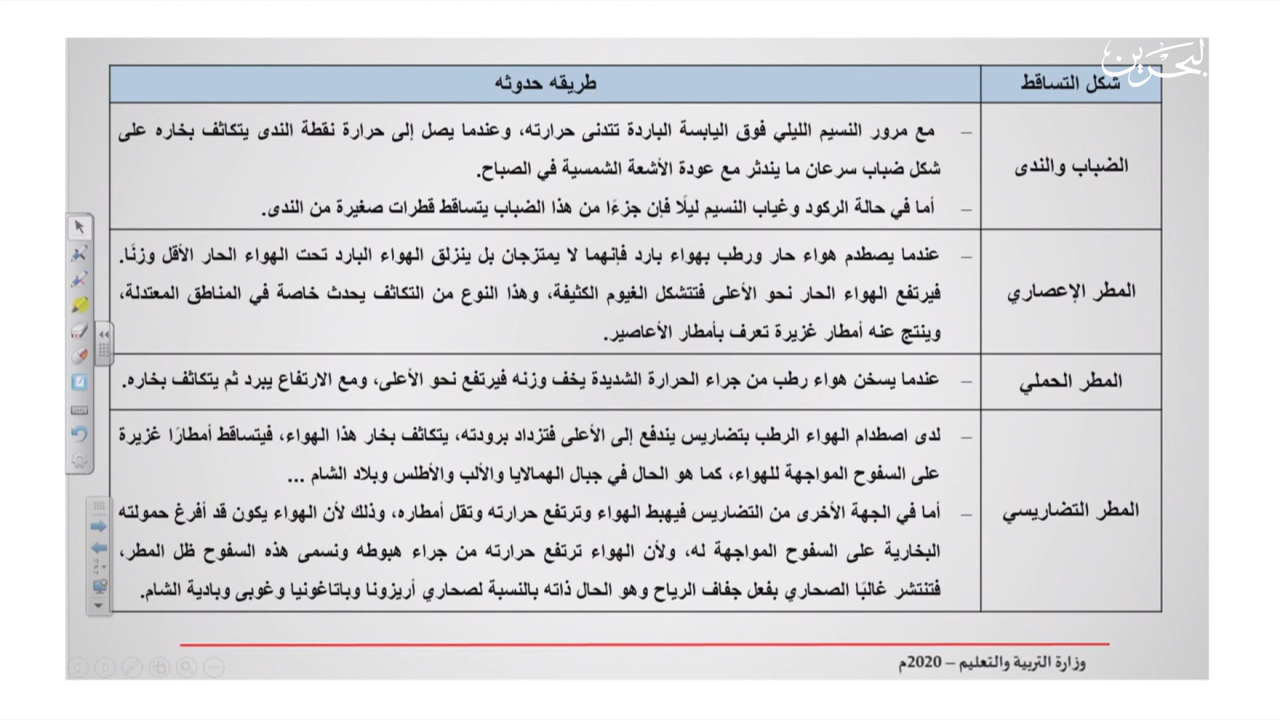 البحرين
شكل التساقط
طريقه حدوثه
الضباب والندى
– مع مرور النسيم الليلي فوق اليابسة الباردة تتدنى حرارته، وعندما يصل إلى حرارة نقطة الندى يتكاثف بخاره على
شكل ضباب سرعان ما يندثر مع عودة الأشعة الشمسية في الصباح.
– أما في حالة الركود وغياب النسيم ليلًا فإن جزءًا من هذا الضباب يتساقط قطرات صغيرة من الندى.
المطر الإعصاري
– عندما يصطدم هواء حار ورطب بهواء بارد فإنهما لا يمتزجان بل ينزلق الهواء البارد تحت الهواء الحار الأقل وزنًا.
فيرتفع الهواء الحار نحو الأعلى فتتشكل الغيوم الكثيفة، وهذا النوع من التكاثف يحدث خاصة في المناطق المعتدلة،
وينتج عنه أمطار غزيرة تعرف بأمطار الأعاصير.
المطر الحملي
– عندما يسخن هواء رطب من جراء الحرارة الشديدة يخف وزنه فيرتفع نحو الأعلى، ومع الارتفاع يبرد ثم يتكاثف بخاره.
المطر التضاريسي
– لدى اصطدام الهواء الرطب بتضاريس يندفع إلى الأعلى فتزداد برودته، يتكاثف بخار هذا الهواء، فيتساقط أمطارًا غزيرة
على السفوح المواجهة للهواء، كما هو الحال في جبال الهمالايا والألب والأطلس وبلاد الشام ...
– أما في الجهة الأخرى من التضاريس فيهبط الهواء وترتفع حرارته وتقل أمطاره، وذلك لأن الهواء يكون قد أفرغ حمولته
البخارية على السفوح المواجهة له، ولأن الهواء ترتفع حرارته من جراء هبوطه ونسمى هذه السفوح ظل المطر،
فتنتشر غالبًا الصحاري بفعل جفاف الرياح وهو الحال ذاته بالنسبة لصحاري أريزونا وباتاغونيا وغوبى وبادية الشام.
وزارة التربية والتعليم – 2020م